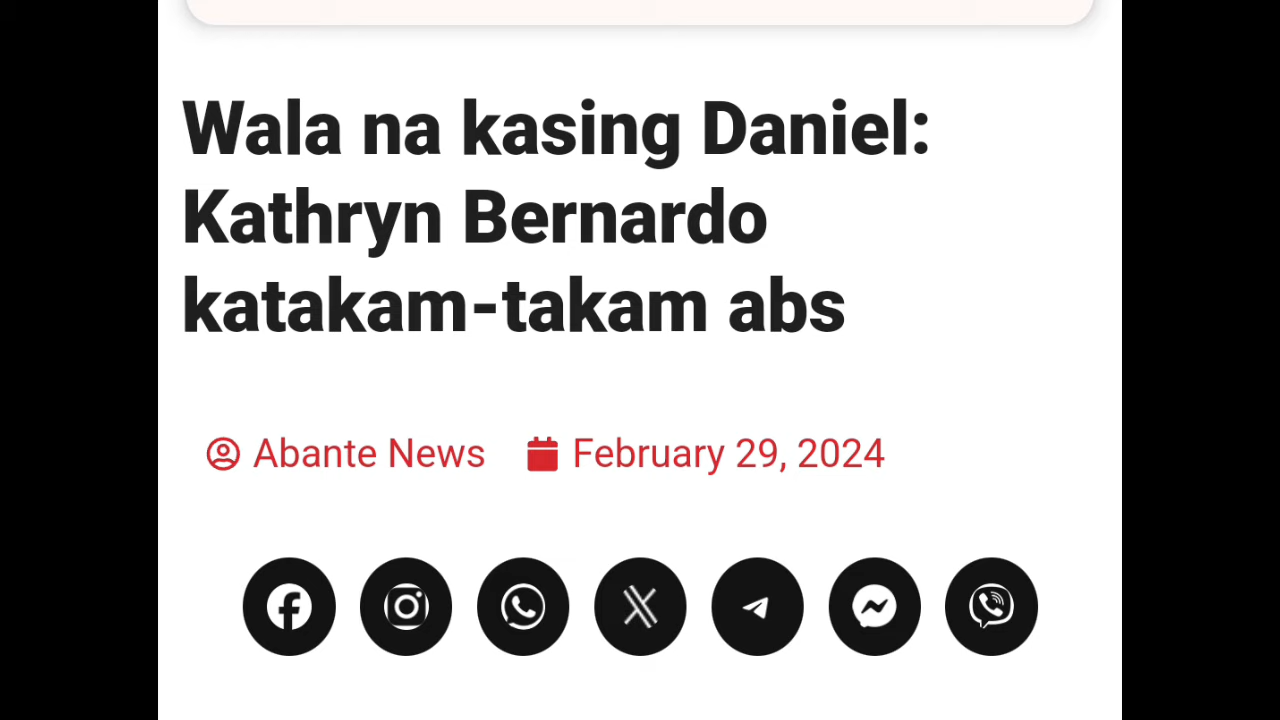 Wala na kasing Daniel:
Kathryn Bernardo
katakam-takam abs
Abante News February 29, 2024